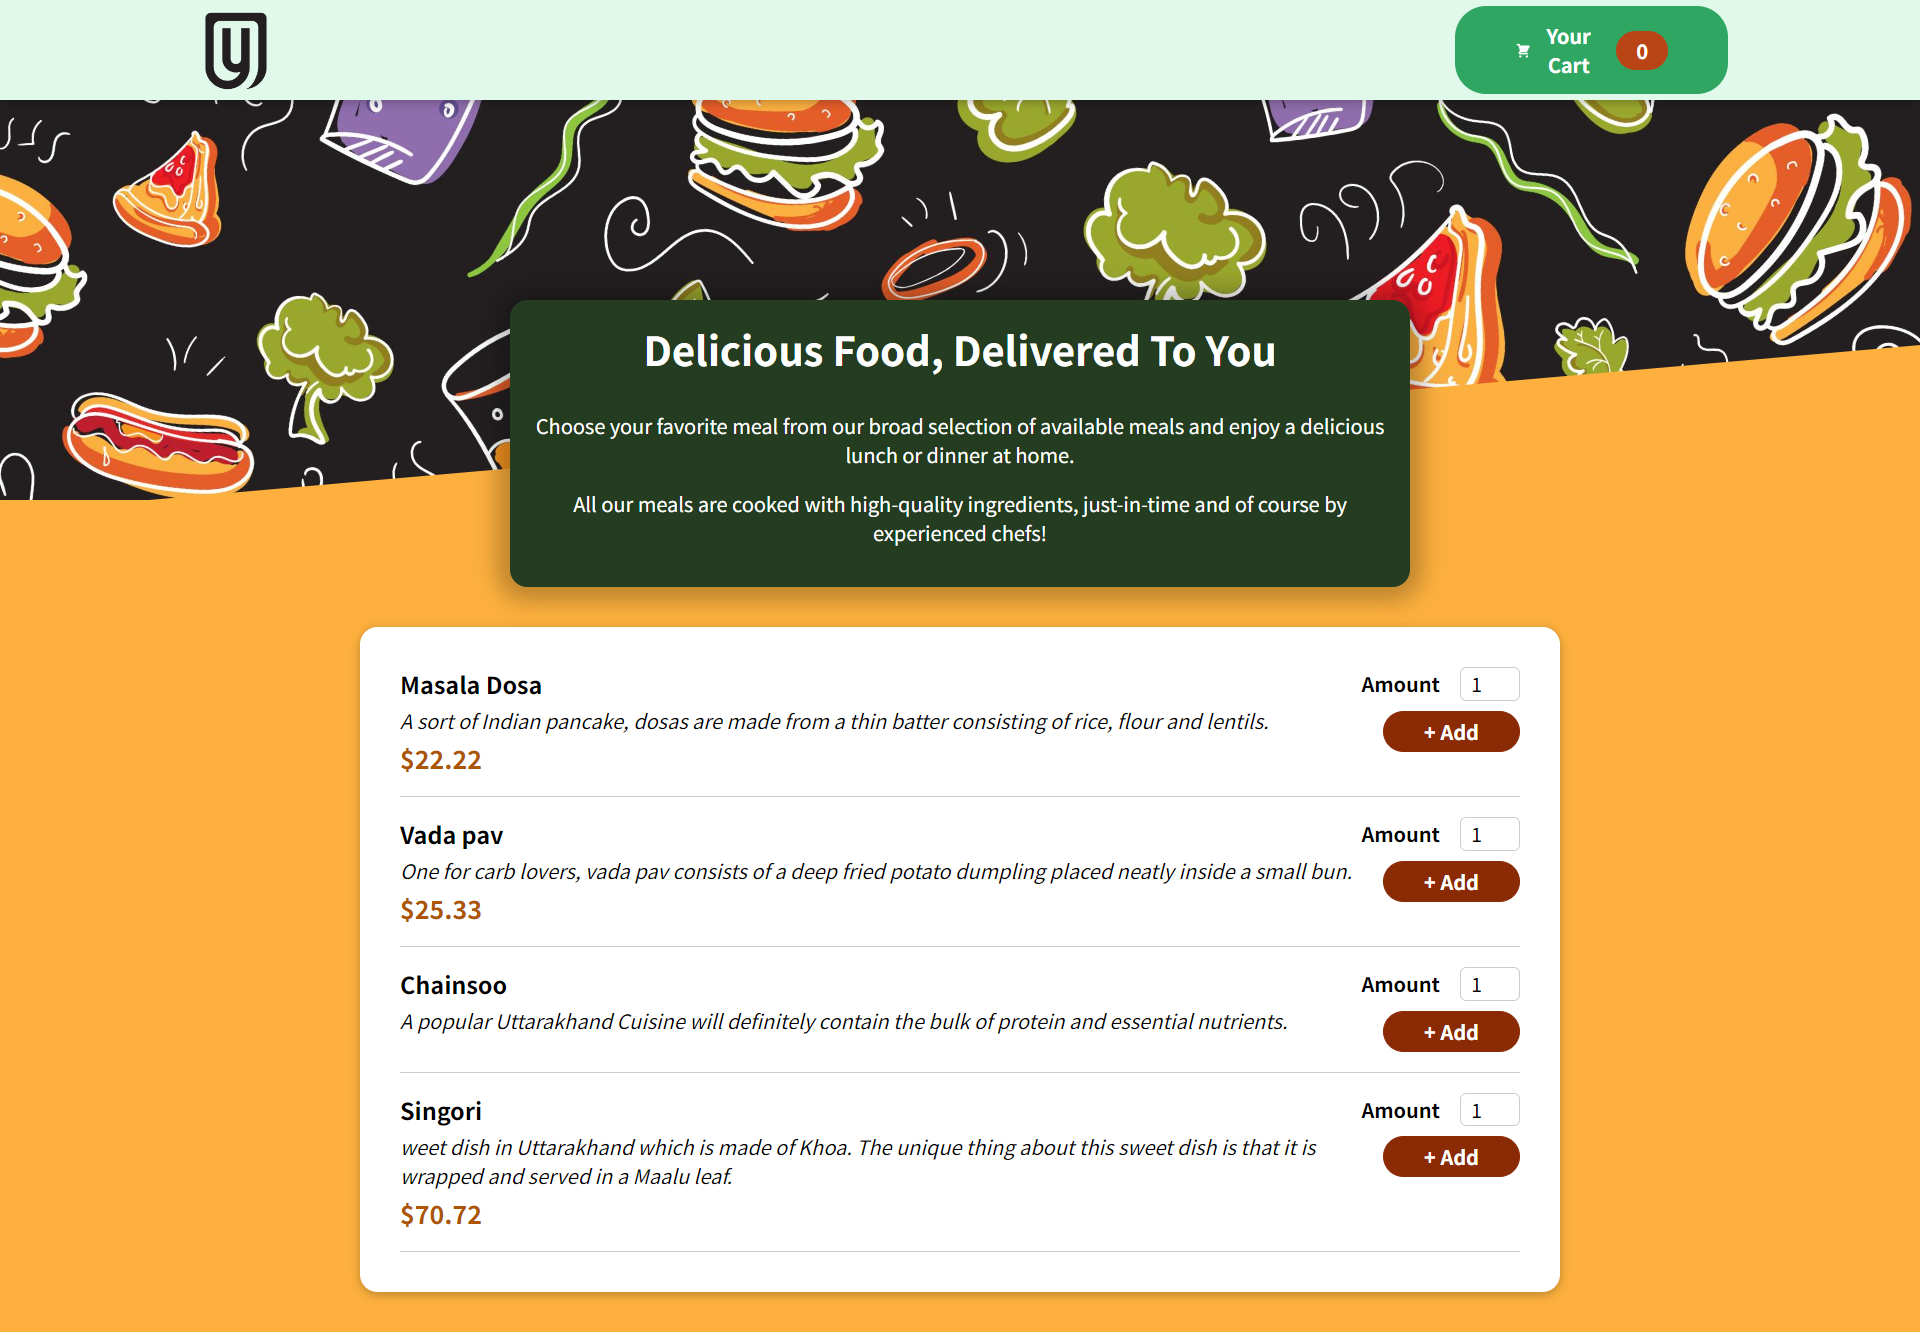 Your
Cart
0
Delicious Food, Delivered To You
Choose your favorite meal from our broad selection of available meals and enjoy a delicious
lunch or dinner at home.
All our meals are cooked with high-quality ingredients, just-in-time and of course by
experienced chefs!
Masala Dosa
Amount 1
A sort of Indian pancake, dosas are made from a thin batter consisting of rice, flour and lentils.
+ Add
$22.22
Vada pav
Amount 1
One for carb lovers, vada pav consists of a deep fried potato dumpling placed neatly inside a small bun.
+ Add
$25.33
Chainsoo
Amount 1
A popular Uttarakhand Cuisine will definitely contain the bulk of protein and essential nutrients.
+ Add
Singori
Amount 1
weet dish in Uttarakhand which is made of Khoa. The unique thing about this sweet dish is that it is
wrapped and served in a Maalu leaf.
+ Add
$70.72